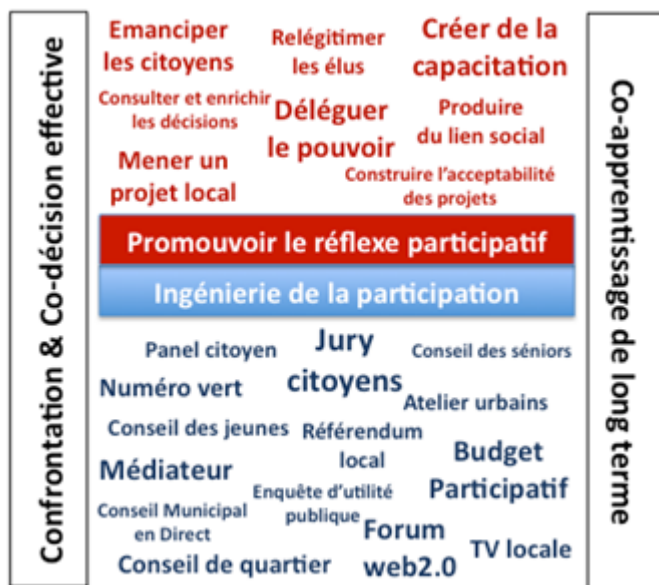 Confrontation & Co-décision effective
Emanciper
les citoyens
Relégitimer
les élus
Créer de la
capacitation
Consulter et enrichir
les décisions
Déléguer
le pouvoir
Produire
du lien social
Mener un
projet local
Construire l'acceptabilité
des projets
Promouvoir le réflexe participatif
Ingénierie de la participation
Panel citoyen
Jury
citoyens
Conseil des séniors
Numéro vert
Atelier urbains
Conseil des jeunes
Référendum
local
Budget
Participatif
Médiateur
Enquête d'utilité
publique
Conseil Municipal
en Direct
Forum
web2.0
TV locale
Conseil de quartier
Co-apprentissage de long terme